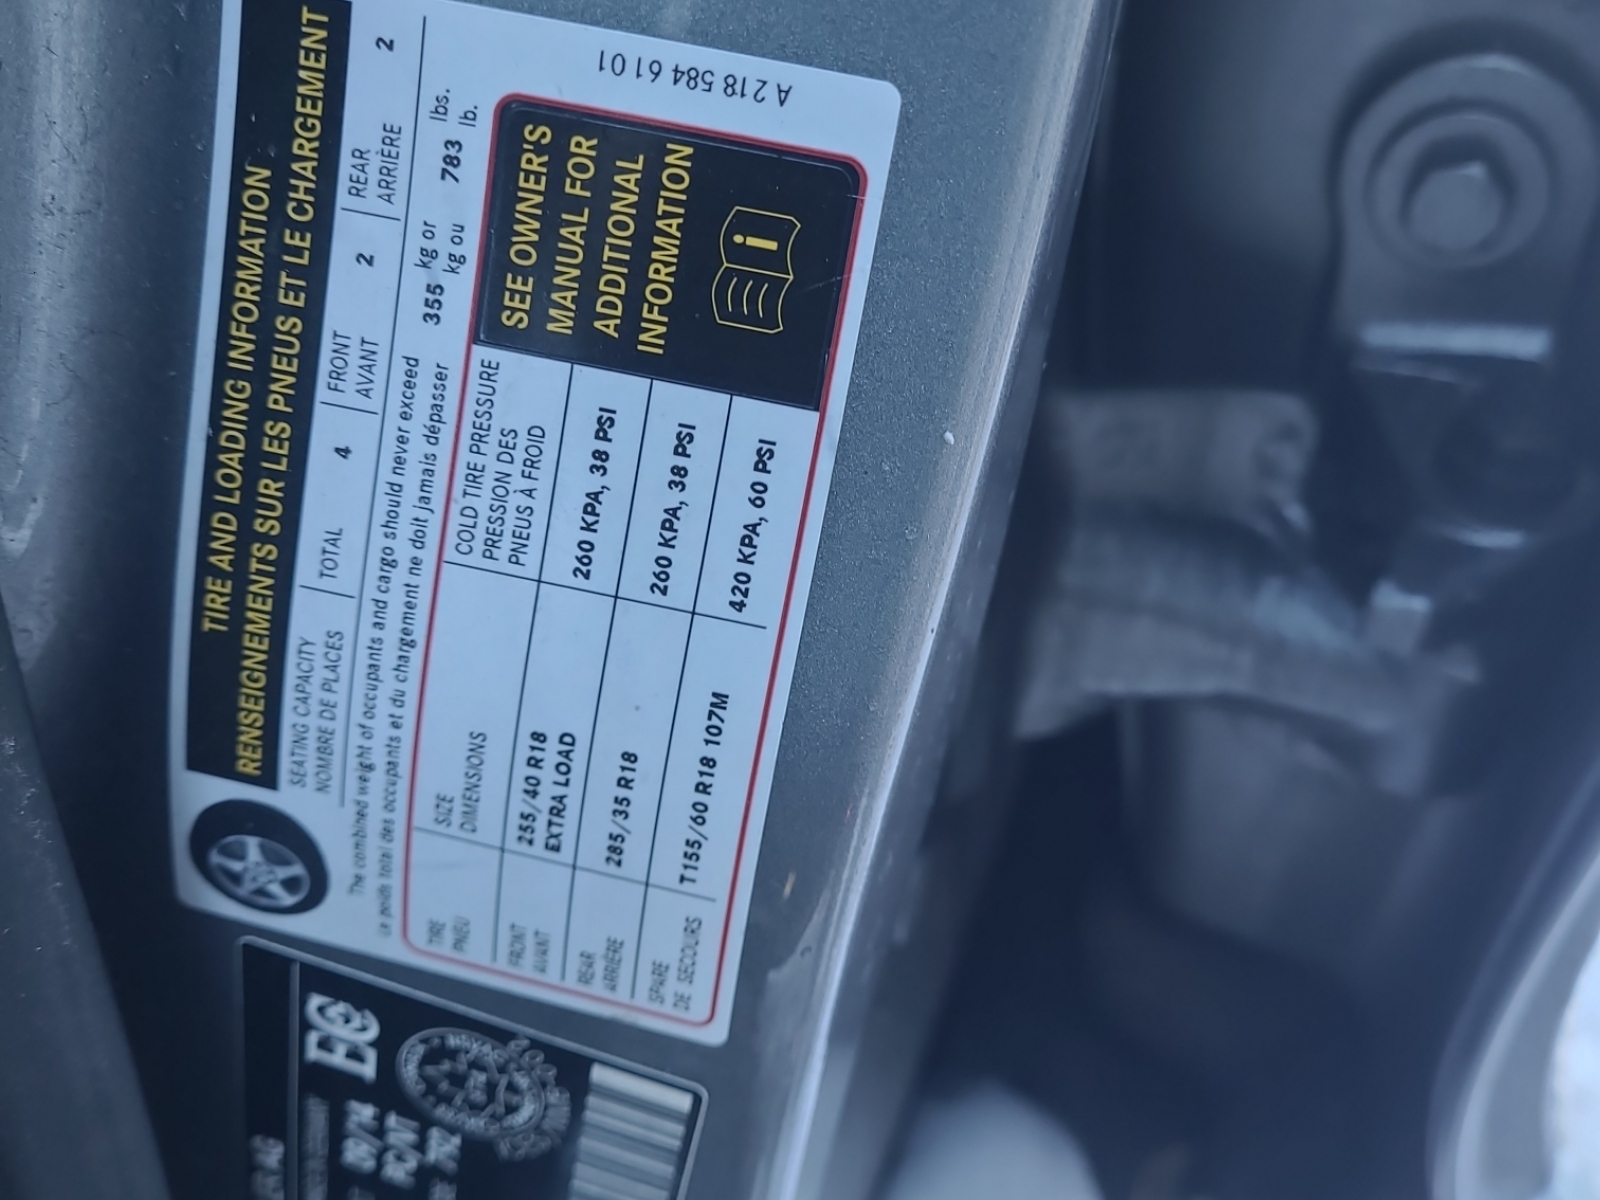 TIRE AND LOADING INFORMATION
RENSEIGNEMENTS SUR LES PNEUS ET LE CHARGEMENT
SEATING CAPACITY
NOMBRE DE PLACES
TOTAL 4
FRONT
AVANT
2
REAR
ARRIÈRE
2
The combined weight of occupants and cargo should never exceed
Le poids total des occupants et du chargement ne doit jamais dépasser
355 kg or
kg ou
783 lbs.
lb.
TIRE
PNEU
SIZE
DIMENSIONS
COLD TIRE PRESSURE
PRESSION DES
PNEUS À FROID
FRONT
AVANT
255/40 R18
EXTRA LOAD
260 KPA, 38 PSI
REAR
ARRIÈRE
285/35 R18
260 KPA, 38 PSI
SPARE
DE SECOURS
T155/60 R18 107M
420 KPA, 60 PSI
SEE OWNER'S
MANUAL FOR
ADDITIONAL
INFORMATION
i
A 218 584 61 01
09/14